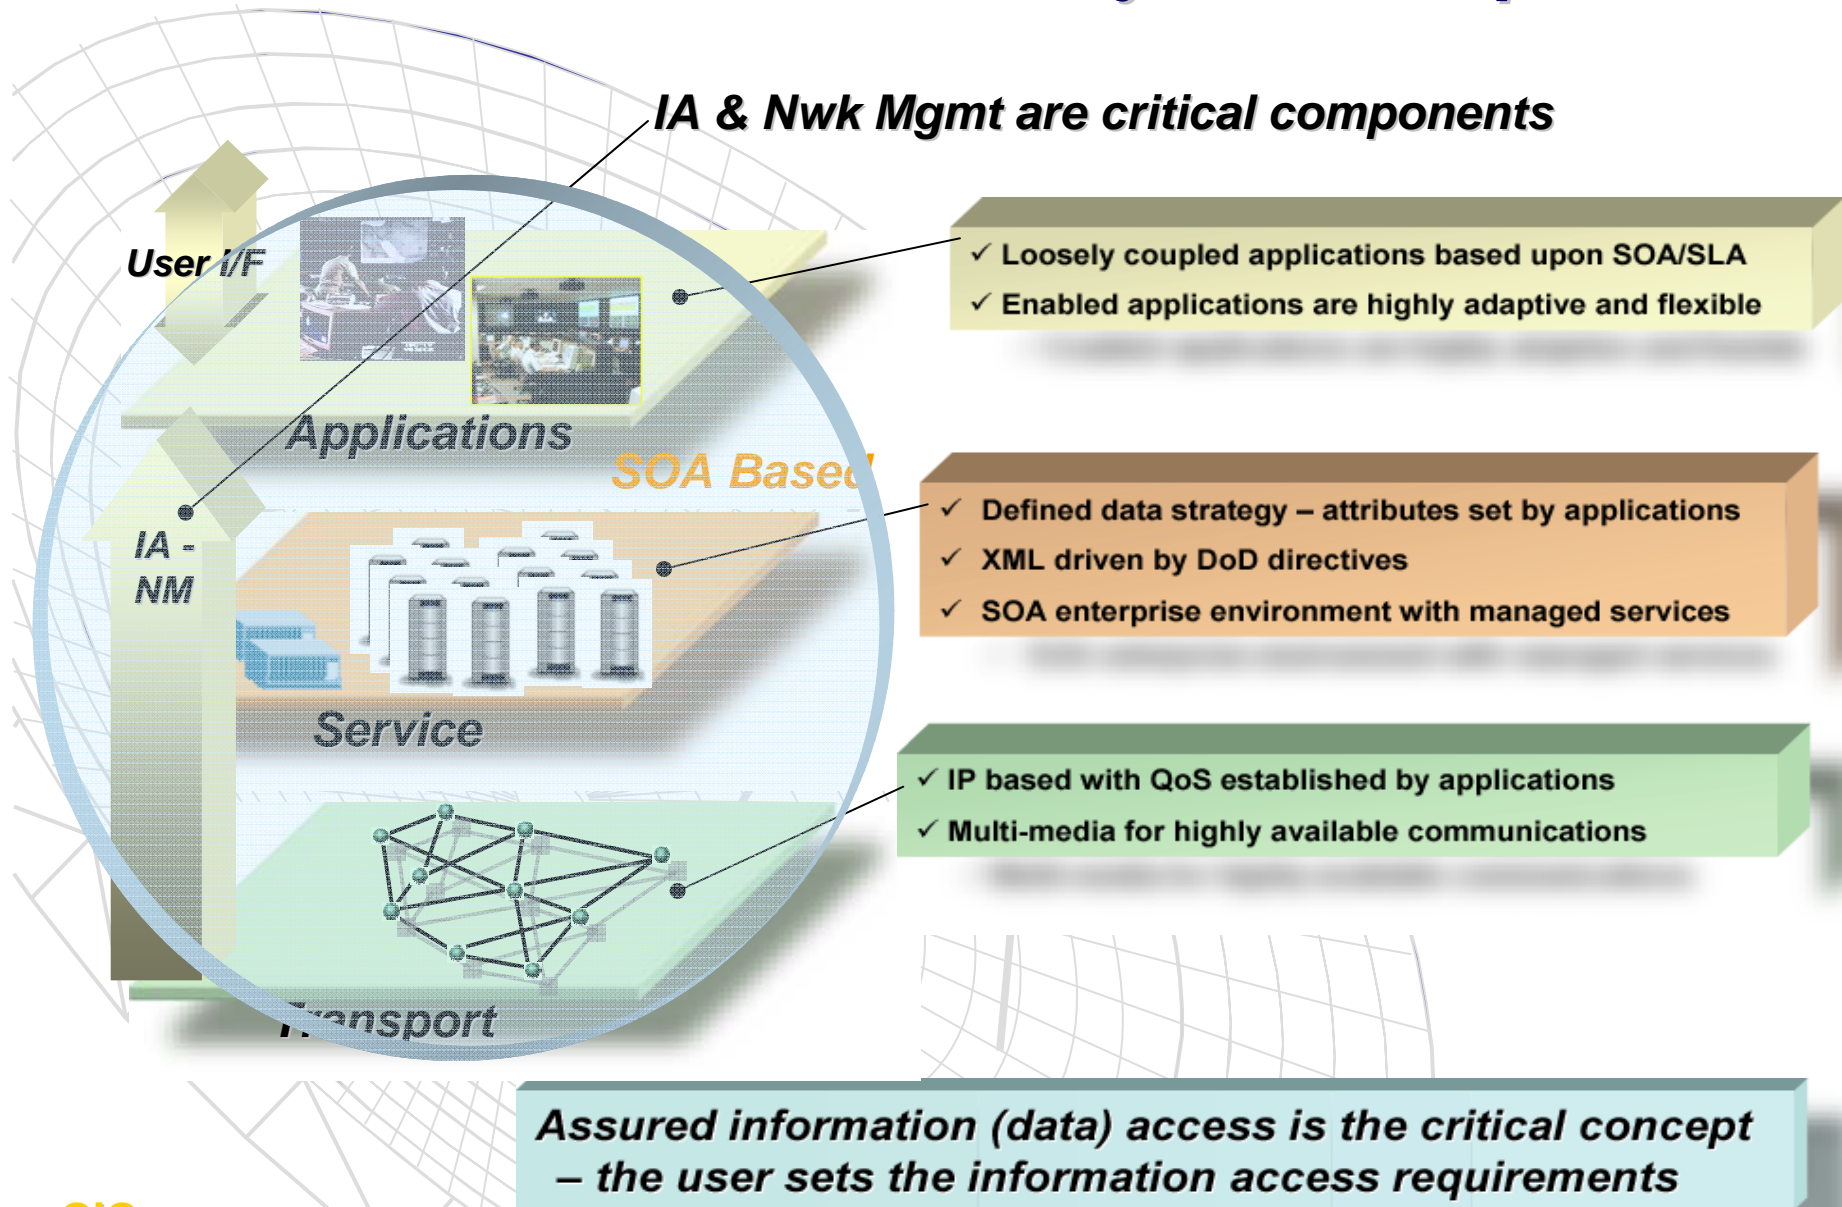 IA & Nwk Mgmt are critical components
User I/F
✓ Loosely coupled applications based upon SOA/SLA
✓ Enabled applications are highly adaptive and flexible
Applications
SOA Based
✓ Defined data strategy – attributes set by applications
✓ XML driven by DoD directives
✓ SOA enterprise environment with managed services
IA -
NM
Service
✓ IP based with QoS established by applications
✓ Multi-media for highly available communications
Transport
Assured information (data) access is the critical concept
– the user sets the information access requirements